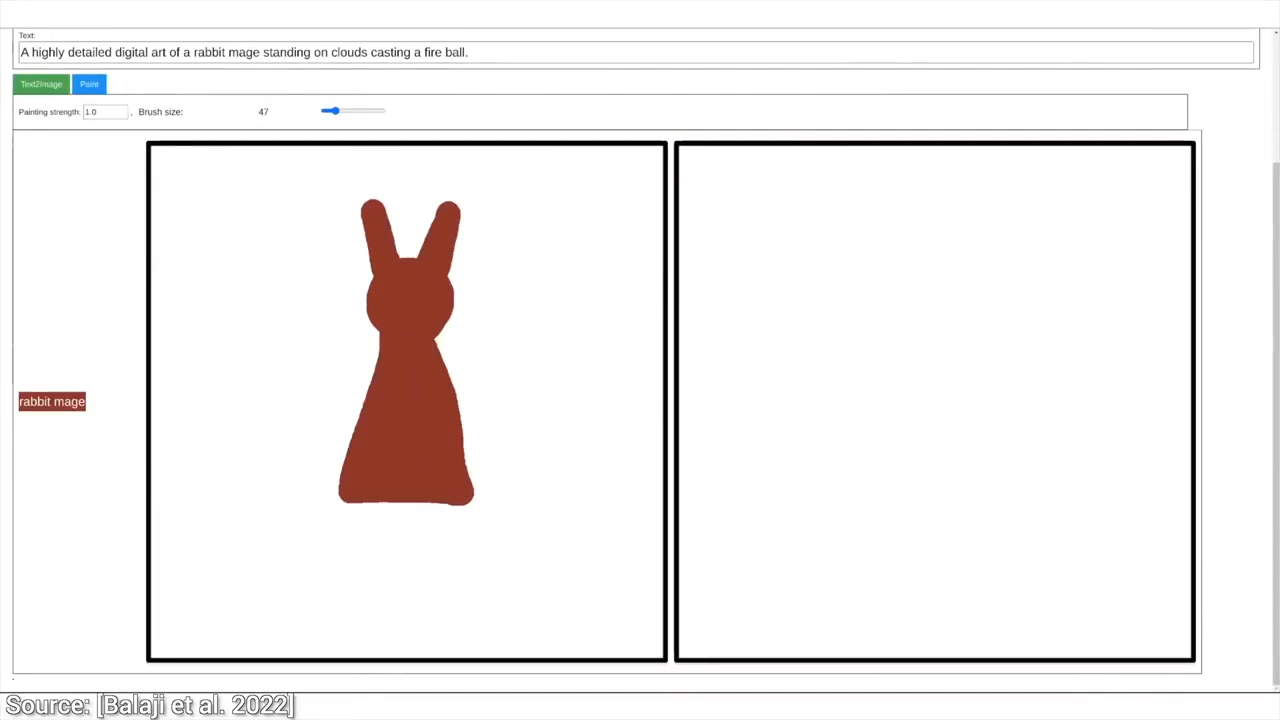 Text:
A highly detailed digital art of a rabbit mage standing on clouds casting a fire ball.
Text2Image Paint
Painting strength: 1.0 , Brush size: 47
rabbit mage
Source: [Balaji et al. 2022]